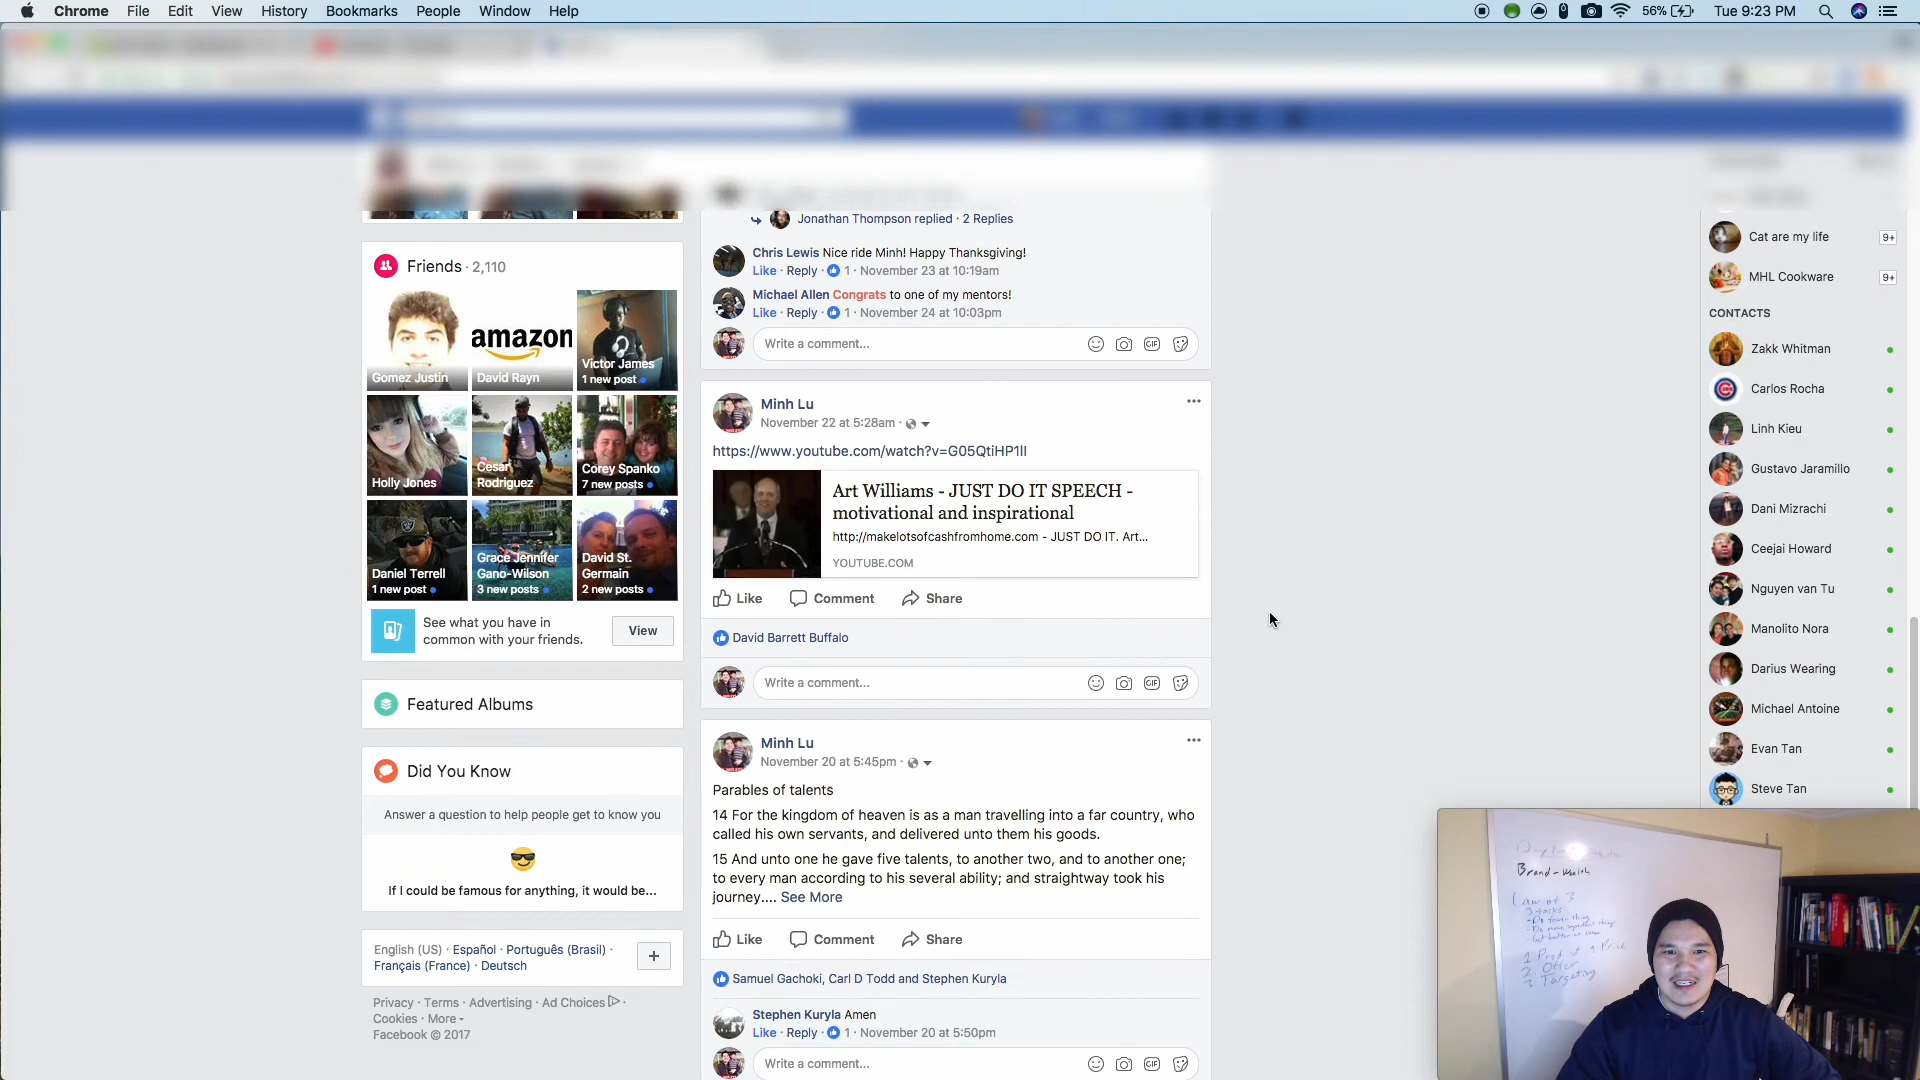 Chrome File Edit View History Bookmarks People Window Help 56% Tue 9:23 PM
Jonathan Thompson replied · 2 Replies
Chris Lewis Nice ride Minh! Happy Thanksgiving!
Like · Reply · 1 · November 23 at 10:19am
Michael Allen Congrats to one of my mentors!
Like · Reply · 1 · November 24 at 10:03pm
Write a comment...
GIF
Friends · 2,110
Gomez Justin
amazon
David Rayn
Victor James
1 new post
Holly Jones
Cesar
Rodriguez
Corey Spanko
7 new posts
Daniel Terrell
1 new post
Grace Jennifer
Gano-Wilson
3 new posts
David St.
Germain
2 new posts
See what you have in
common with your friends.
View
Featured Albums
Did You Know
Answer a question to help people get to know you
If I could be famous for anything, it would be...
English (US) · Español · Português (Brasil) ·
Français (France) · Deutsch
+
Privacy · Terms · Advertising · Ad Choices ·
Cookies · More
Facebook © 2017
Minh Lu
November 22 at 5:28am ·
https://www.youtube.com/watch?v=G05QtiHP1lI
Art Williams - JUST DO IT SPEECH -
motivational and inspirational
http://makelotsofcashfromhome.com - JUST DO IT. Art...
YOUTUBE.COM
Like Comment Share
David Barrett Buffalo
Write a comment...
GIF
Minh Lu
November 20 at 5:45pm ·
Parables of talents
14 For the kingdom of heaven is as a man travelling into a far country, who
called his own servants, and delivered unto them his goods.
15 And unto one he gave five talents, to another two, and to another one;
to every man according to his several ability; and straightway took his
journey.... See More
Like Comment Share
Samuel Gachoki, Carl D Todd and Stephen Kuryla
Stephen Kuryla Amen
Like · Reply · 1 · November 20 at 5:50pm
Write a comment...
GIF
Cat are my life 9+
MHL Cookware 9+
CONTACTS
Zakk Whitman
Carlos Rocha
Linh Kieu
Gustavo Jaramillo
Dani Mizrachi
Ceejai Howard
Nguyen van Tu
Manolito Nora
Darius Wearing
Michael Antoine
Evan Tan
Steve Tan
Brand - Wealth
Law of 3
3 tasks
2. Offer
3. Targeting